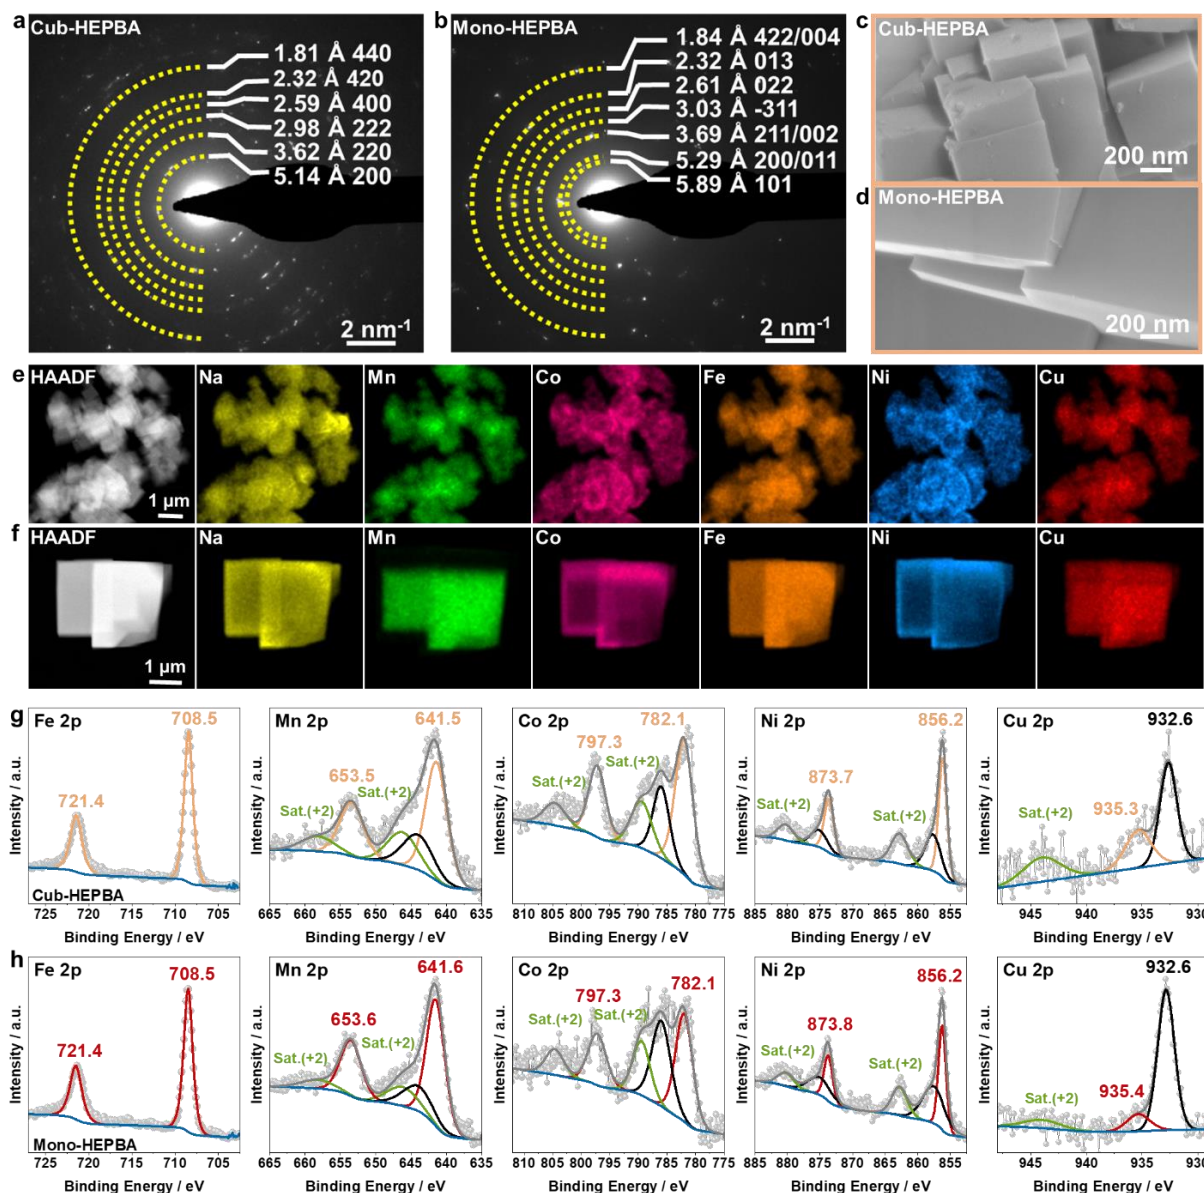 a
Cub-HEPBA
1.81 Å 440
2.32 Å 420
2.59 Å 400
2.98 Å 222
3.62 Å 220
5.14 Å 200
2 nm-1
b
Mono-HEPBA
1.84 Å 422/004
2.32 Å 013
2.61 Å 022
3.03 Å -311
3.69 Å 211/002
5.29 Å 200/011
5.89 Å 101
2 nm-1
c
Cub-HEPBA
200 nm
d
Mono-HEPBA
200 nm
e
HAADF
Na
Mn
Co
Fe
Ni
Cu
1 µm
f
HAADF
Na
Mn
Co
Fe
Ni
Cu
1 µm
g
Fe 2p
708.5
721.4
Cub-HEPBA
Intensity / a.u.
725 720 715 710 705
Binding Energy / eV
Mn 2p
641.5
653.5
Sat.(+2)
Sat.(+2)
Intensity / a.u.
665 660 655 650 645 640 635
Binding Energy / eV
Co 2p
782.1
797.3
Sat.(+2)
Intensity / a.u.
810 805 800 795 790 785 780 775
Binding Energy / eV
Ni 2p
856.2
873.7
Sat.(+2)
Intensity / a.u.
885 880 875 870 865 860 855
Binding Energy / eV
Cu 2p
932.6
935.3
Sat.(+2)
Intensity / a.u.
945 940 935 930
Binding Energy / eV
h
Fe 2p
708.5
721.4
Mono-HEPBA
Intensity / a.u.
725 720 715 710 705
Binding Energy / eV
Mn 2p
641.6
653.6
Sat.(+2)
Sat.(+2)
Intensity / a.u.
665 660 655 650 645 640 635
Binding Energy / eV
Co 2p
782.1
797.3
Sat.(+2)
Sat.(+2)
Intensity / a.u.
810 805 800 795 790 785 780 775
Binding Energy / eV
Ni 2p
856.2
873.8
Sat.(+2)
Sat.(+2)
Intensity / a.u.
885 880 875 870 865 860 855
Binding Energy / eV
Cu 2p
932.6
935.4
Sat.(+2)
Intensity / a.u.
945 940 935 930
Binding Energy / eV